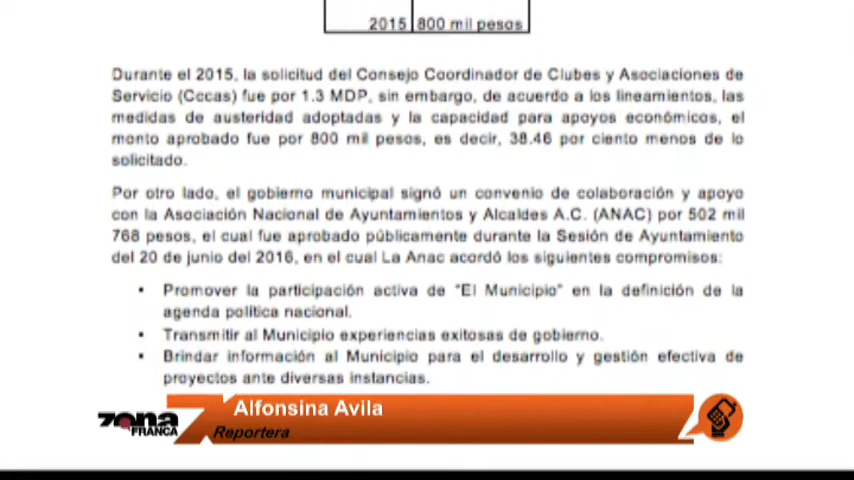 2015 800 mil pesos
Durante el 2015, la solicitud del Consejo Coordinador de Clubes y Asociaciones de
Servicio (Cccas) fue por 1.3 MDP, sin embargo, de acuerdo a los lineamientos, las
medidas de austeridad adoptadas y la capacidad para apoyos económicos, el
monto aprobado fue por 800 mil pesos, es decir, 38.46 por ciento menos de lo
solicitado.
Por otro lado, el gobierno municipal signó un convenio de colaboración y apoyo
con la Asociación Nacional de Ayuntamientos y Alcaldes A.C. (ANAC) por 502 mil
768 pesos, el cual fue aprobado públicamente durante la Sesión de Ayuntamiento
del 20 de junio del 2016, en el cual La Anac acordó los siguientes compromisos:
• Promover la participación activa de "El Municipio" en la definición de la
agenda política nacional.
• Transmitir al Municipio experiencias exitosas de gobierno.
• Brindar información al Municipio para el desarrollo y gestión efectiva de
proyectos ante diversas instancias.
Alfonsina Avila
ZONA
FRANCA
Reportera